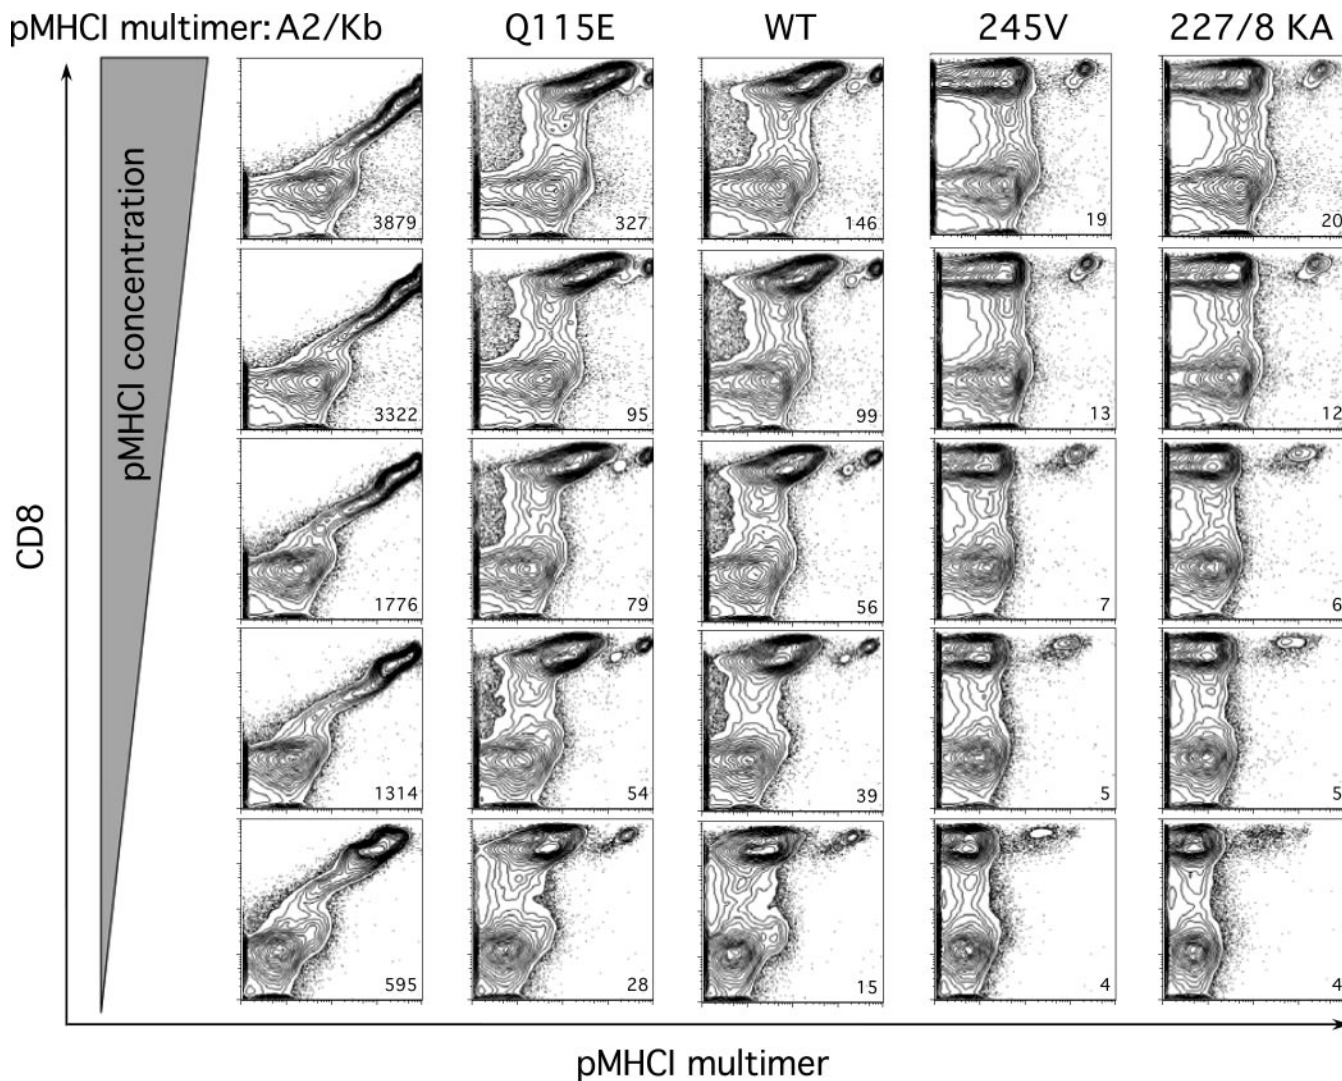 pMHCI multimer: A2/Kb Q115E WT 245V 227/8 KA
pMHCI concentration
CD8
3879 327 146 19 20
3322 95 99 13 12
1776 79 56 7 6
1314 54 39 5 5
595 28 15 4 4
pMHCI multimer